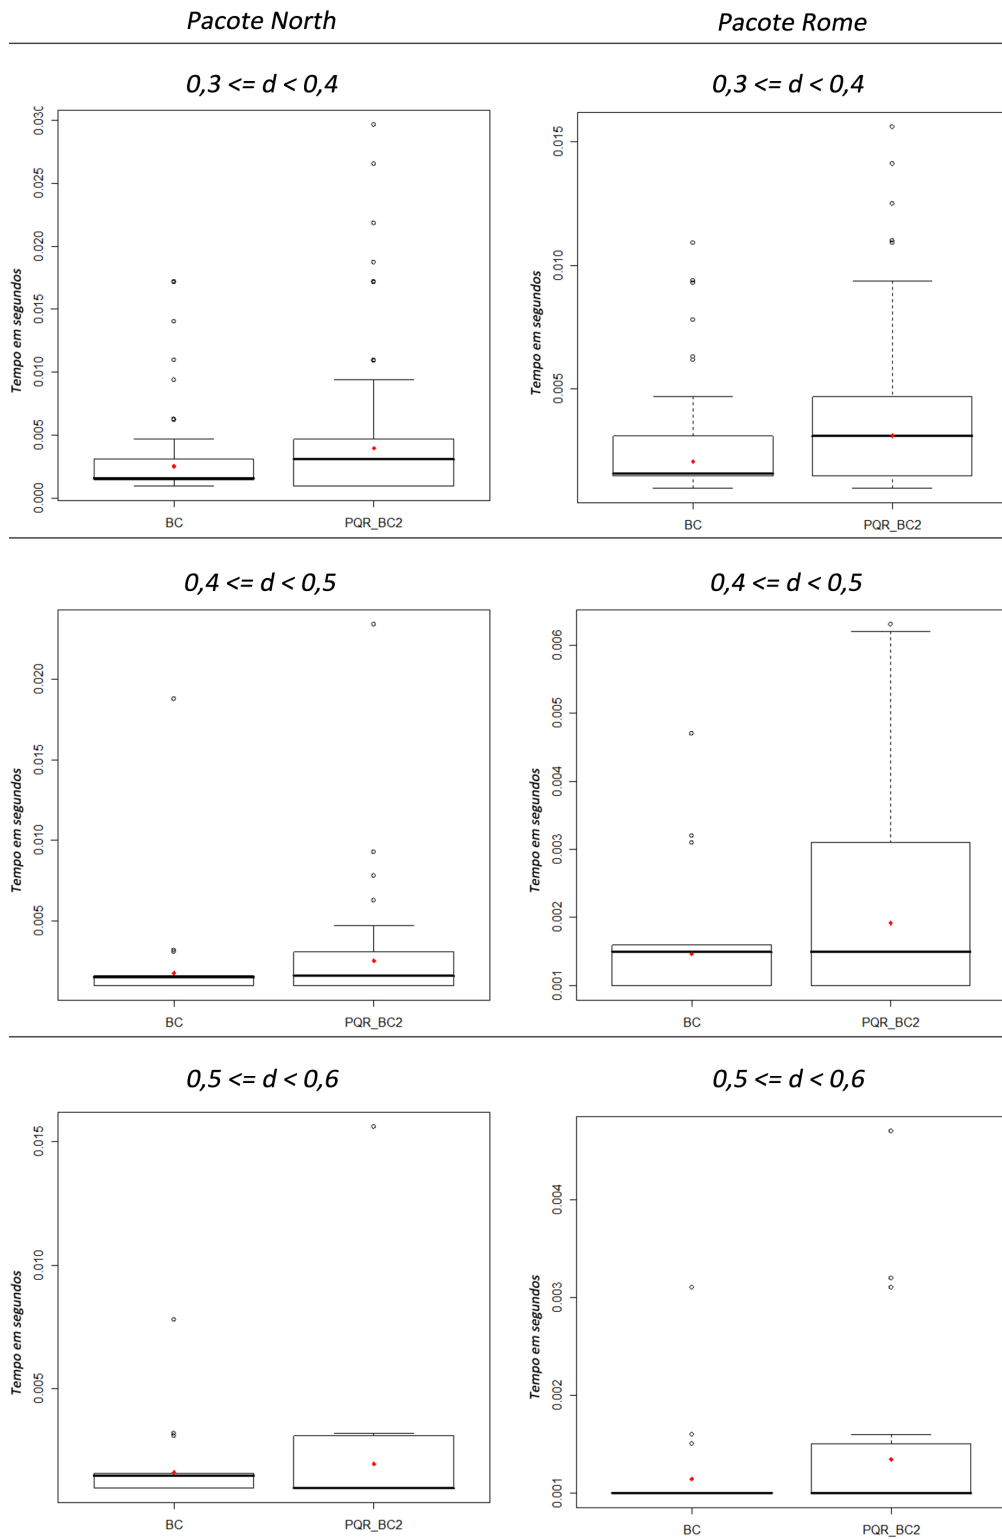 Pacote North
Pacote Rome
0,3 <= d < 0,4
0,3 <= d < 0,4
Tempo em segundos
0.000
0.005
0.010
0.015
0.020
0.025
0.030
BC
PQR_BC2
Tempo em segundos
0.005
0.010
0.015
BC
PQR_BC2
0,4 <= d < 0,5
0,4 <= d < 0,5
Tempo em segundos
0.005
0.010
0.015
0.020
BC
PQR_BC2
Tempo em segundos
0.001
0.002
0.003
0.004
0.005
0.006
BC
PQR_BC2
0,5 <= d < 0,6
0,5 <= d < 0,6
Tempo em segundos
0.005
0.010
0.015
BC
PQR_BC2
Tempo em segundos
0.001
0.002
0.003
0.004
BC
PQR_BC2